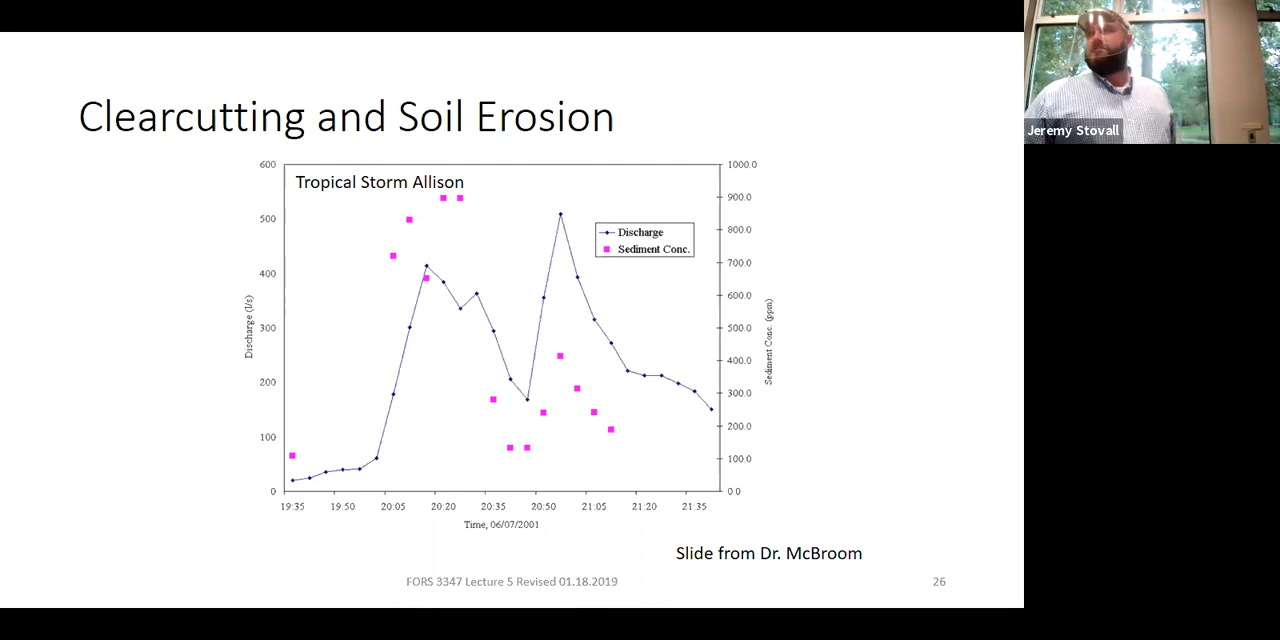 Clearcutting and Soil Erosion
Tropical Storm Allison
600
500
400
300
200
100
0
Discharge (l/s)
1000.0
900.0
800.0
700.0
600.0
500.0
400.0
300.0
200.0
100.0
0.0
Sediment Conc. (ppm)
Discharge
Sediment Conc.
19:35 19:50 20:05 20:20 20:35 20:50 21:05 21:20 21:35
Time, 06/07/2001
Slide from Dr. McBroom
FORS 3347 Lecture 5 Revised 01.18.2019
26
Jeremy Stovall